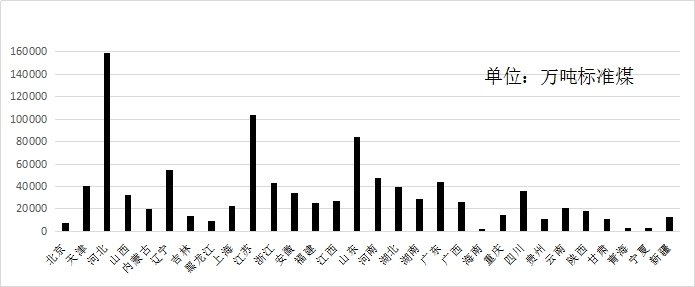 单位：万吨标准煤
160000
140000
120000
100000
80000
60000
40000
20000
0
北京
天津
河北
山西
内蒙古
辽宁
吉林
黑龙江
上海
江苏
浙江
安徽
福建
江西
山东
河南
湖北
湖南
广东
广西
海南
重庆
四川
贵州
云南
陕西
甘肃
青海
宁夏
新疆